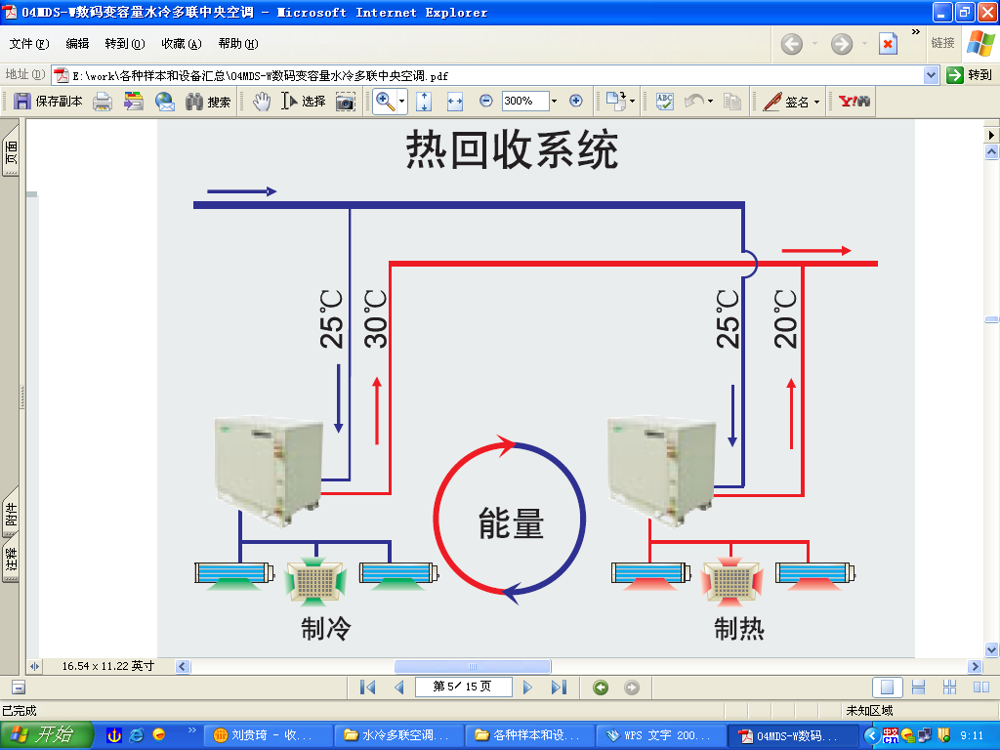 04MDS-W数码变容量水冷多联中央空调 - Microsoft Internet Explorer
文件(F) 编辑 转到(O) 收藏(A) 帮助(H)
» 链接
地址(D) E:\work\各种样本和设备汇总\04MDS-W数码变容量水冷多联中央空调.pdf 转到
保存副本 搜索 选择 300% ABC 签名 Y!
页面
附件
注释
热回收系统
25℃ 30℃ 25℃ 20℃
能量
制冷 制热
16.54 x 11.22 英寸
第 5/ 15 页
已完成 未知区域
开始 » 刘贵琦 - 收... 水冷多联空调... 各种样本和设... WPS 文字 200... 04MDS-W数码... 9:11